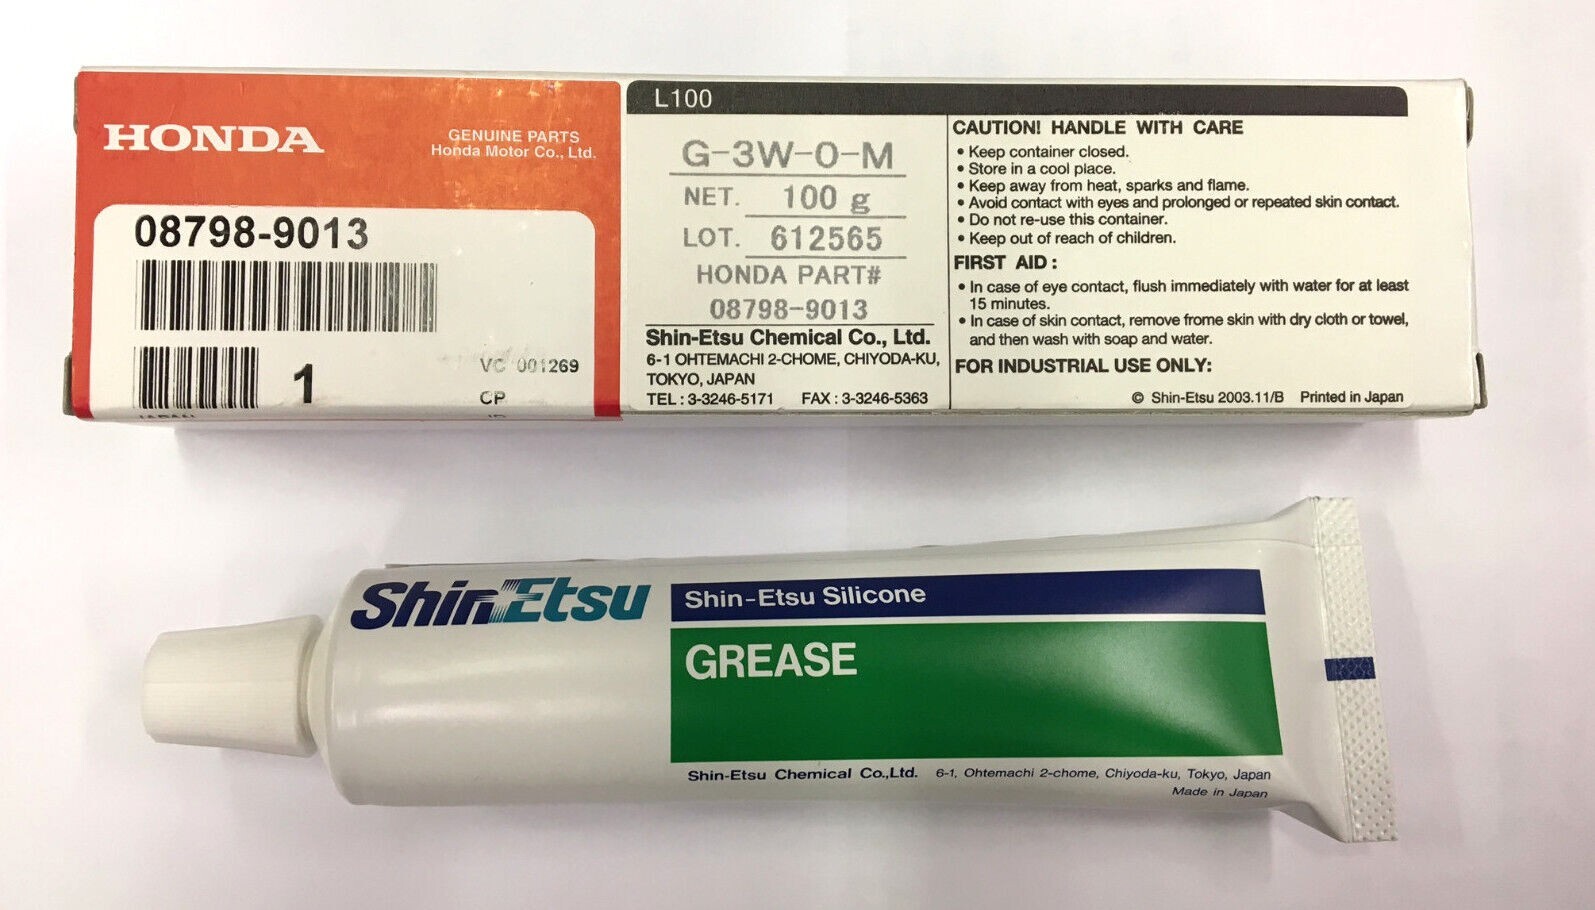 HONDA
GENUINE PARTS
Honda Motor Co., Ltd.
08798-9013
1
VC 001269
CP
L100
G-3W-O-M
NET. 100 g
LOT. 612565
HONDA PART#
08798-9013
Shin-Etsu Chemical Co., Ltd.
6-1 OHTEMACHI 2-CHOME, CHIYODA-KU,
TOKYO, JAPAN
TEL : 3-3246-5171 FAX : 3-3246-5363
CAUTION! HANDLE WITH CARE
• Keep container closed.
• Store in a cool place.
• Keep away from heat, sparks and flame.
• Avoid contact with eyes and prolonged or repeated skin contact.
• Do not re-use this container.
• Keep out of reach of children.
FIRST AID :
• In case of eye contact, flush immediately with water for at least
15 minutes.
• In case of skin contact, remove frome skin with dry cloth or towel,
and then wash with soap and water.
FOR INDUSTRIAL USE ONLY:
© Shin-Etsu 2003.11/B Printed in Japan
Shin-Etsu
Shin-Etsu Silicone
GREASE
Shin-Etsu Chemical Co.,Ltd. 6-1, Ohtemachi 2-chome, Chiyoda-ku, Tokyo, Japan
Made in Japan